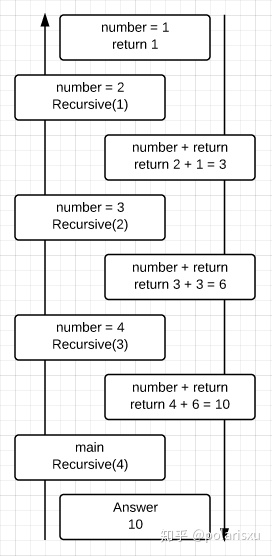 number = 1
return 1
number = 2
Recursive(1)
number + return
return 2 + 1 = 3
number = 3
Recursive(2)
number + return
return 3 + 3 = 6
number = 4
Recursive(3)
number + return
return 4 + 6 = 10
main
Recursive(4)
Answer
10
知乎 @polarisxu